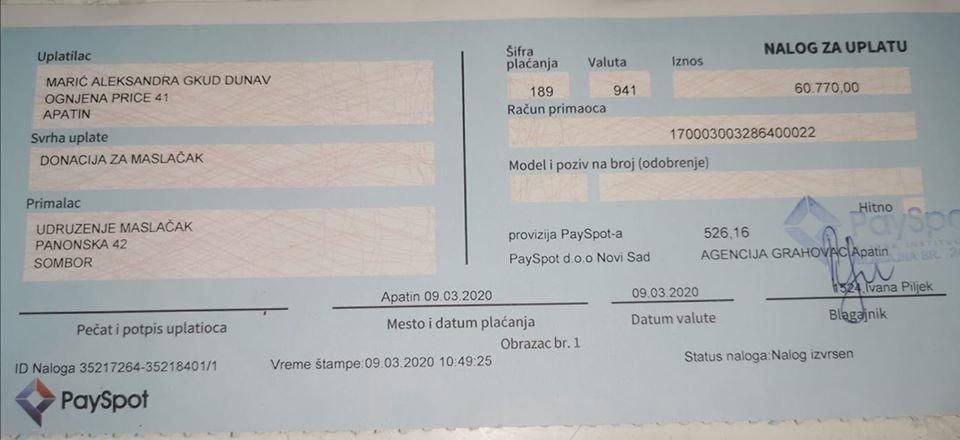 NALOG ZA UPLATU
Uplatilac
MARIĆ ALEKSANDRA GKUD DUNAV
OGNJENA PRICE 41
APATIN
Svrha uplate
DONACIJA ZA MASLAČAK
Primalac
UDRUZENJE MASLAČAK
PANONSKA 42
SOMBOR
Šifra plaćanja
Valuta
Iznos
189
941
60.770,00
Račun primaoca
170003003286400022
Model i poziv na broj (odobrenje)
Hitno
PaySpot
provizija PaySpot-a 526,16
PaySpot d.o.o Novi Sad AGENCIJA GRAHOVAC Apatin
1524, Ivana Piljek
Apatin 09.03.2020
09.03.2020
Pečat i potpis uplatioca
Mesto i datum plaćanja
Datum valute
Blagajnik
Obrazac br. 1
ID Naloga 35217264-35218401/1
Vreme štampe:09.03.2020 10:49:25
Status naloga:Nalog izvrsen
PaySpot